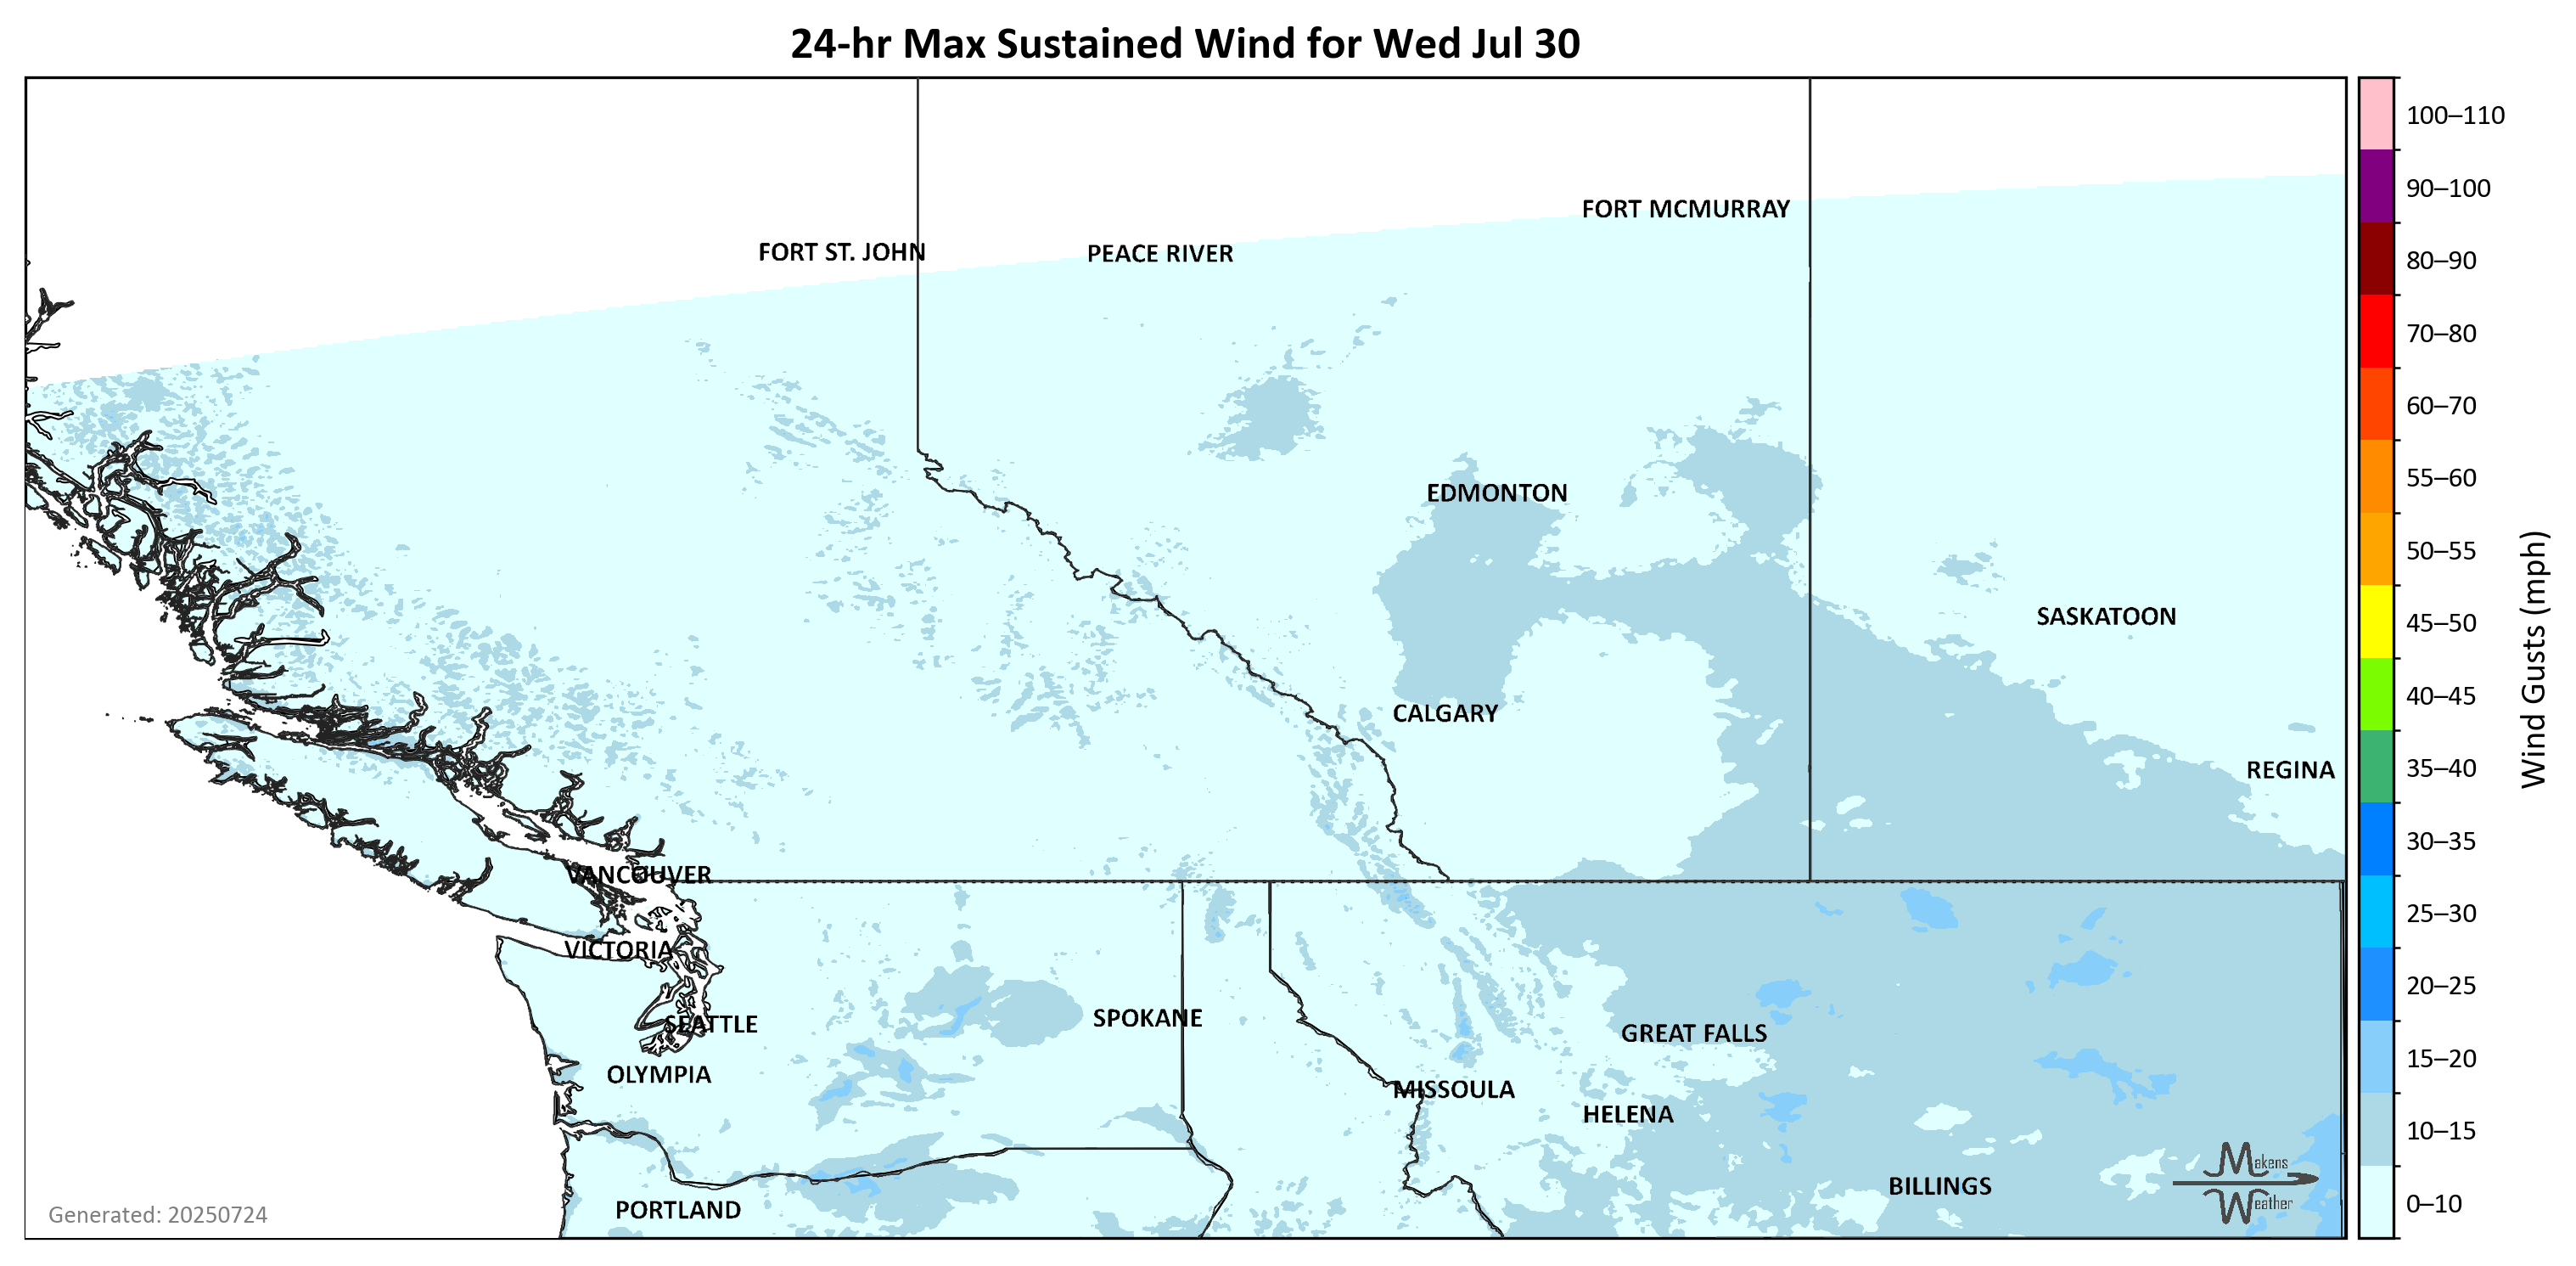 24-hr Max Sustained Wind for Wed Jul 30
100–110
90–100
FORT MCMURRAY
FORT ST. JOHN
PEACE RIVER
80–90
70–80
60–70
55–60
EDMONTON
50–55
SASKATOON
45–50
40–45
CALGARY
REGINA
35–40
Wind Gusts (mph)
30–35
VANCOUVER
25–30
VICTORIA
20–25
SEATTLE
SPOKANE
GREAT FALLS
15–20
OLYMPIA
MISSOULA
HELENA
10–15
Makens
Weather
BILLINGS
PORTLAND
0–10
Generated: 20250724